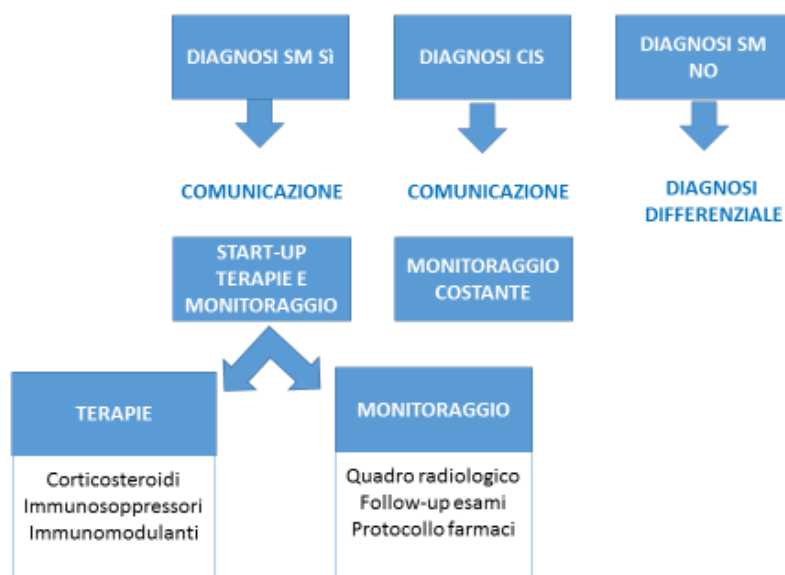 DIAGNOSI SM Sì
DIAGNOSI CIS
DIAGNOSI SM
NO
COMUNICAZIONE
COMUNICAZIONE
DIAGNOSI
DIFFERENZIALE
START-UP
TERAPIE E
MONITORAGGIO
MONITORAGGIO
COSTANTE
TERAPIE
Corticosteroidi
Immunosoppressori
Immunomodulanti
MONITORAGGIO
Quadro radiologico
Follow-up esami
Protocollo farmaci